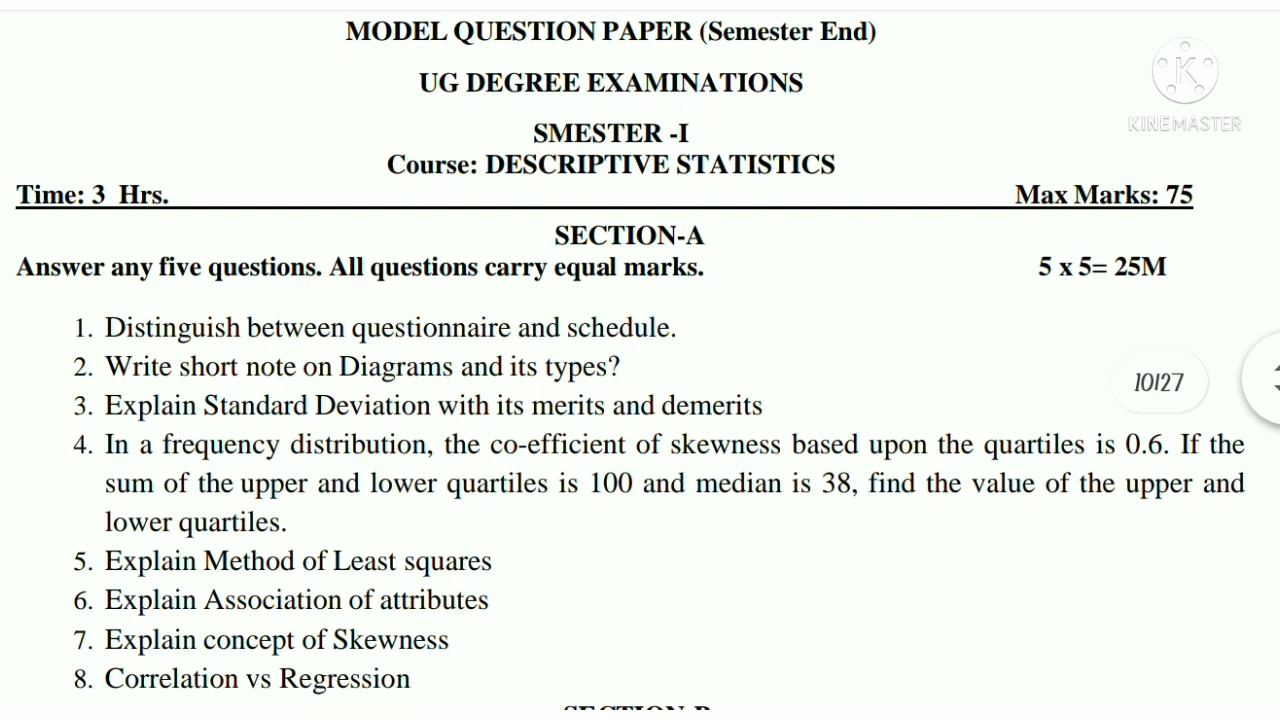 MODEL QUESTION PAPER (Semester End)
UG DEGREE EXAMINATIONS
K
KINEMASTER
SMESTER -I
Course: DESCRIPTIVE STATISTICS
Time: 3 Hrs. Max Marks: 75
SECTION-A
Answer any five questions. All questions carry equal marks. 5 x 5= 25M
1. Distinguish between questionnaire and schedule.
2. Write short note on Diagrams and its types?
10/27
3. Explain Standard Deviation with its merits and demerits
4. In a frequency distribution, the co-efficient of skewness based upon the quartiles is 0.6. If the
sum of the upper and lower quartiles is 100 and median is 38, find the value of the upper and
lower quartiles.
5. Explain Method of Least squares
6. Explain Association of attributes
7. Explain concept of Skewness
8. Correlation vs Regression